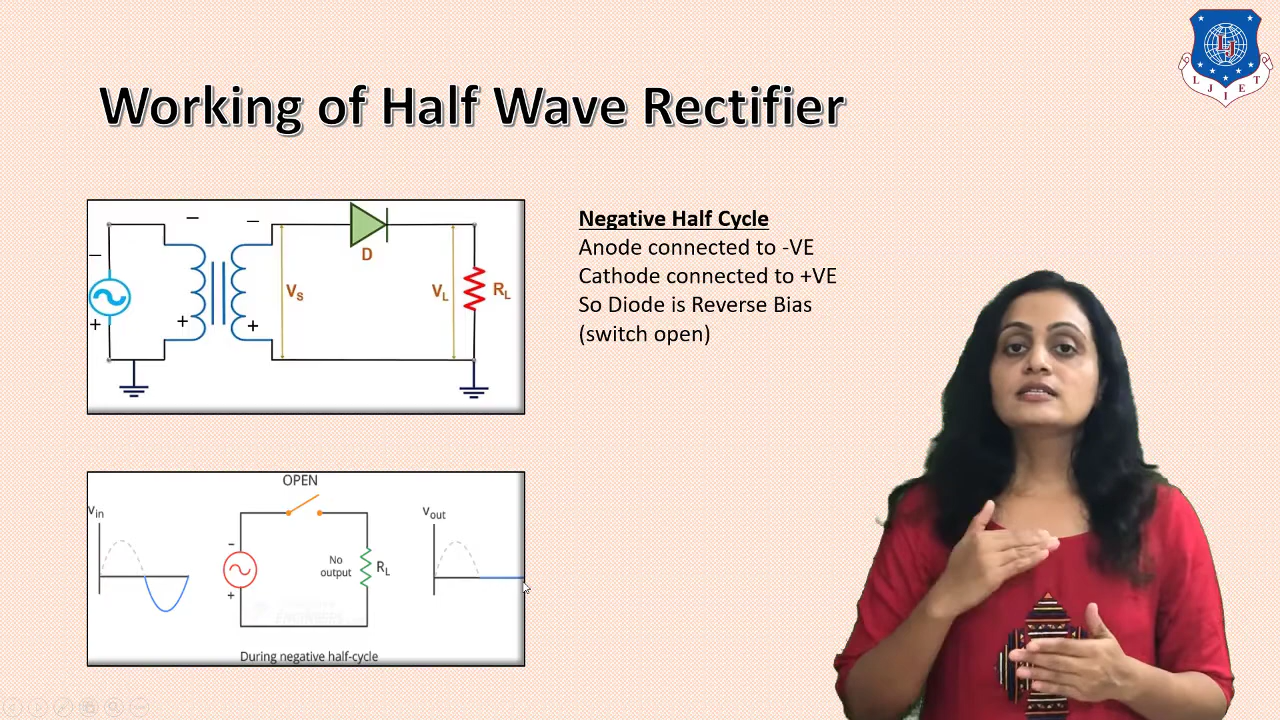 L J
L J I E T
Working of Half Wave Rectifier
− −
−
D
VS
VL
RL
+
+ +
Negative Half Cycle
Anode connected to -VE
Cathode connected to +VE
So Diode is Reverse Bias
(switch open)
OPEN
Vin
Vout
-
No
output
RL
+
During negative half-cycle